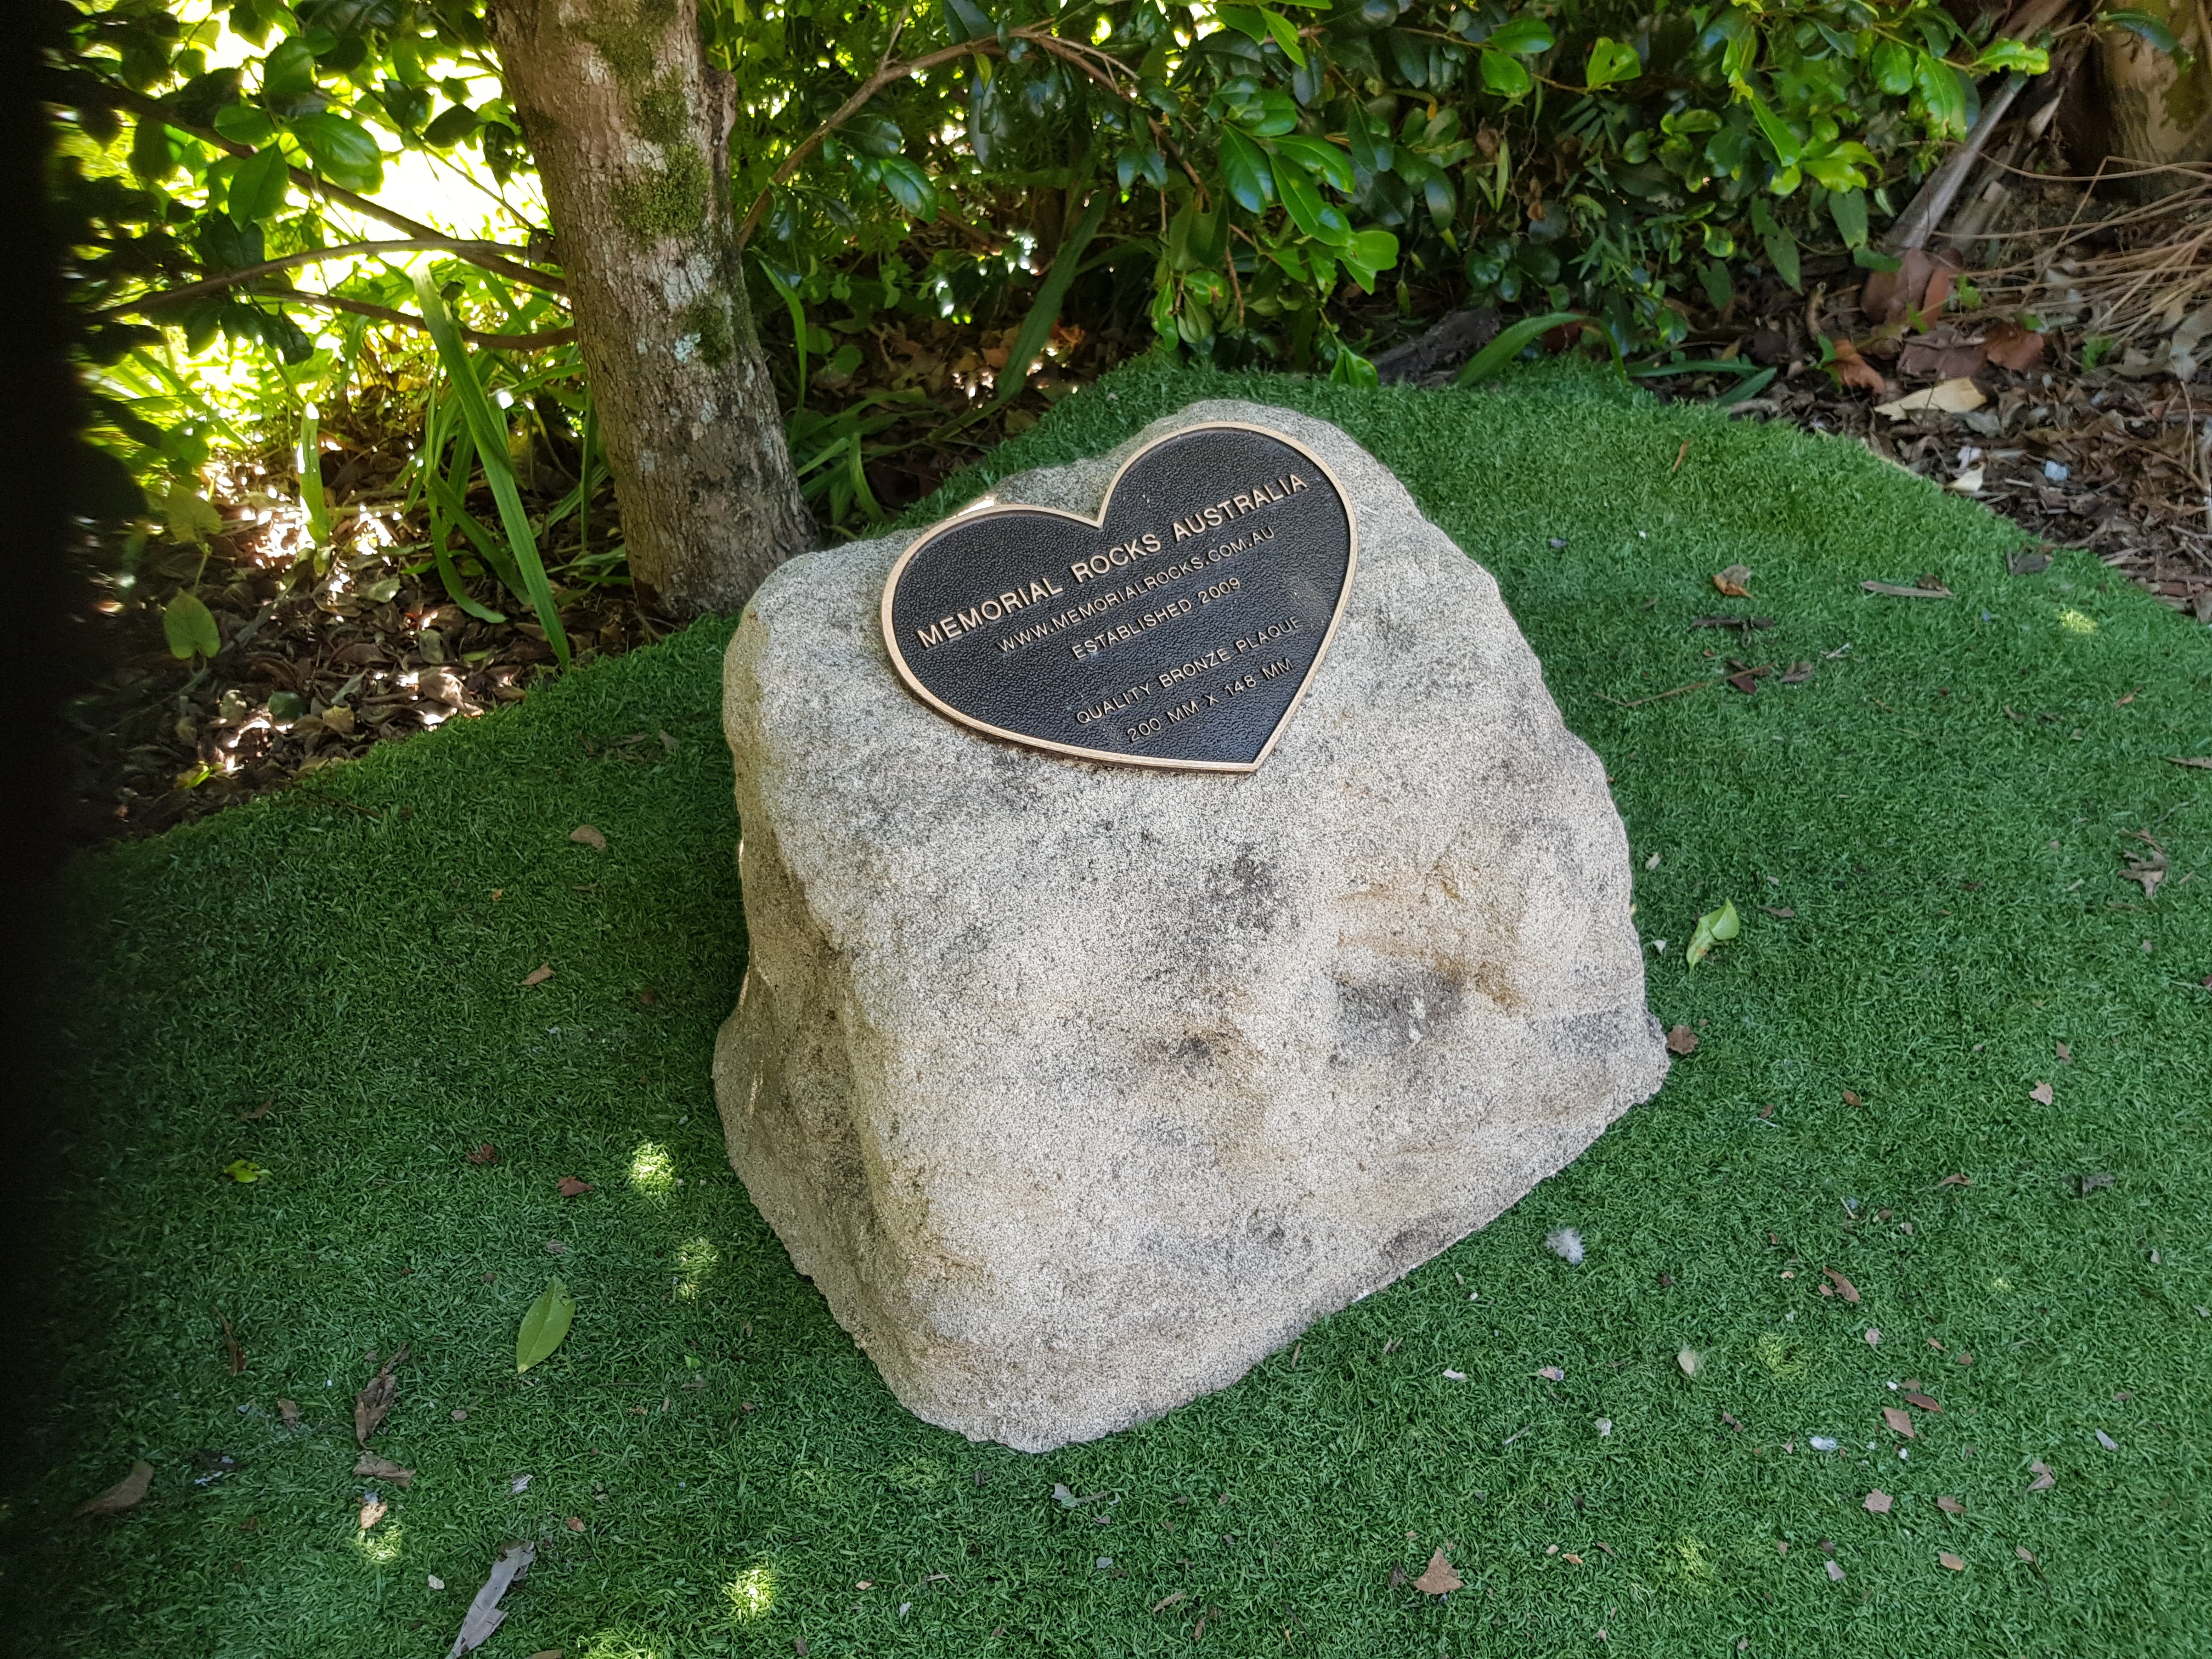 MEMORIAL ROCKS AUSTRALIA
WWW.MEMORIALROCKS.COM.AU
ESTABLISHED 2009
QUALITY BRONZE PLAQUE
200 MM X 148 MM